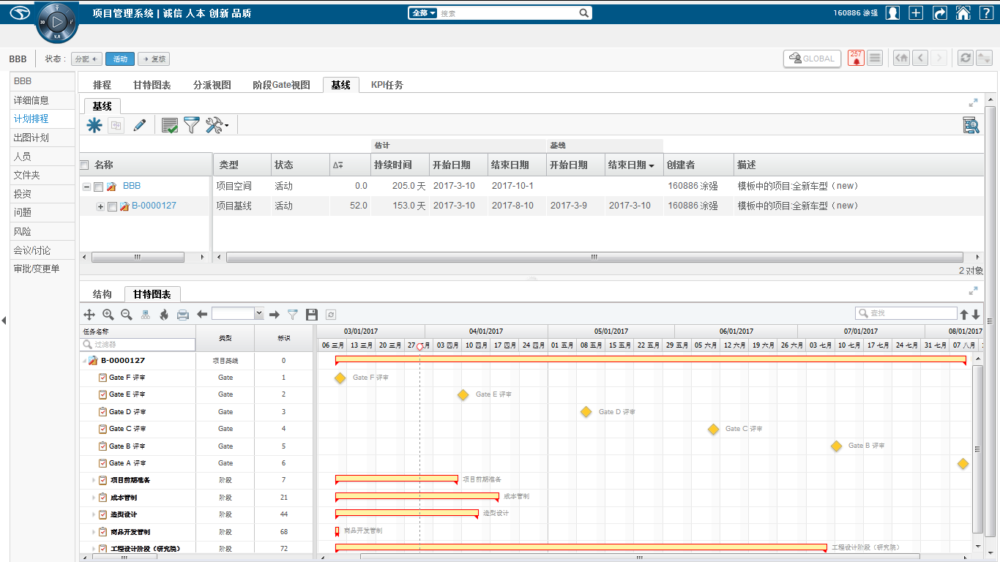 项目管理系统 | 诚信 人本 创新 品质
全部 搜索
160886 涂强
3D
V,R
BBB 状态： 分配 活动 复核
GLOBAL 257
BBB
详细信息
计划排程
出图计划
人员
文件夹
投资
问题
风险
会议/讨论
审批/变更单
排程 甘特图表 分派视图 阶段Gate视图 基线 KPI任务
基线
估计 基线
名称 类型 状态 持续时间 开始日期 结束日期 开始日期 结束日期 创建者 描述
BBB 项目空间 活动 0.0 205.0 天 2017-3-10 2017-10-1 160886 涂强 模板中的项目:全新车型（new）
B-0000127 项目基线 活动 52.0 153.0 天 2017-3-10 2017-8-10 2017-3-9 2017-3-10 160886 涂强 模板中的项目:全新车型（new）
2 对象
结构 甘特图表
查找
任务名称 类型 标识
过滤器
03/01/2017 04/01/2017 05/01/2017 06/01/2017 07/01/2017 08/01/2017
06 三月 13 三月 20 三月 27 三月 03 四月 10 四月 17 四月 24 四月 01 五月 08 五月 15 五月 22 五月 29 五月 05 六月 12 六月 19 六月 26 六月 03 七月 10 七月 17 七月 24 七月 31 七月 07 八月
B-0000127 项目基线 0
Gate F 评审 Gate 1 Gate F 评审
Gate E 评审 Gate 2 Gate E 评审
Gate D 评审 Gate 3 Gate D 评审
Gate C 评审 Gate 4 Gate C 评审
Gate B 评审 Gate 5 Gate B 评审
Gate A 评审 Gate 6
项目前期准备 阶段 7 项目前期准备
成本管制 阶段 21 成本管制
造型设计 阶段 44 造型设计
商品开发管制 阶段 68 商品开发管制
工程设计阶段（研究院） 阶段 72 工程设计阶段（研究院）